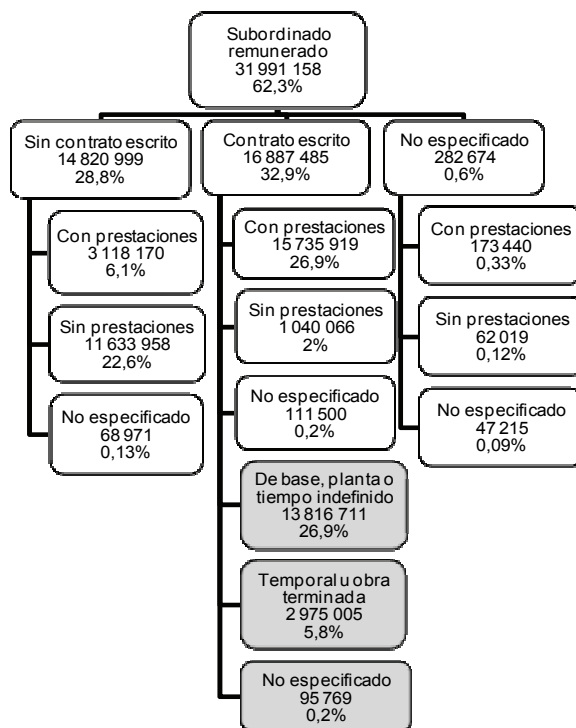 Subordinado
remunerado
31 991 158
62,3%
Sin contrato escrito
14 820 999
28,8%
Con prestaciones
3 118 170
6,1%
Sin prestaciones
11 633 958
22,6%
No especificado
68 971
0,13%
Contrato escrito
16 887 485
32,9%
Con prestaciones
15 735 919
26,9%
Sin prestaciones
1 040 066
2%
No especificado
111 500
0,2%
De base, planta o
tiempo indefinido
13 816 711
26,9%
Temporal u obra
terminada
2 975 005
5,8%
No especificado
95 769
0,2%
No especificado
282 674
0,6%
Con prestaciones
173 440
0,33%
Sin prestaciones
62 019
0,12%
No especificado
47 215
0,09%